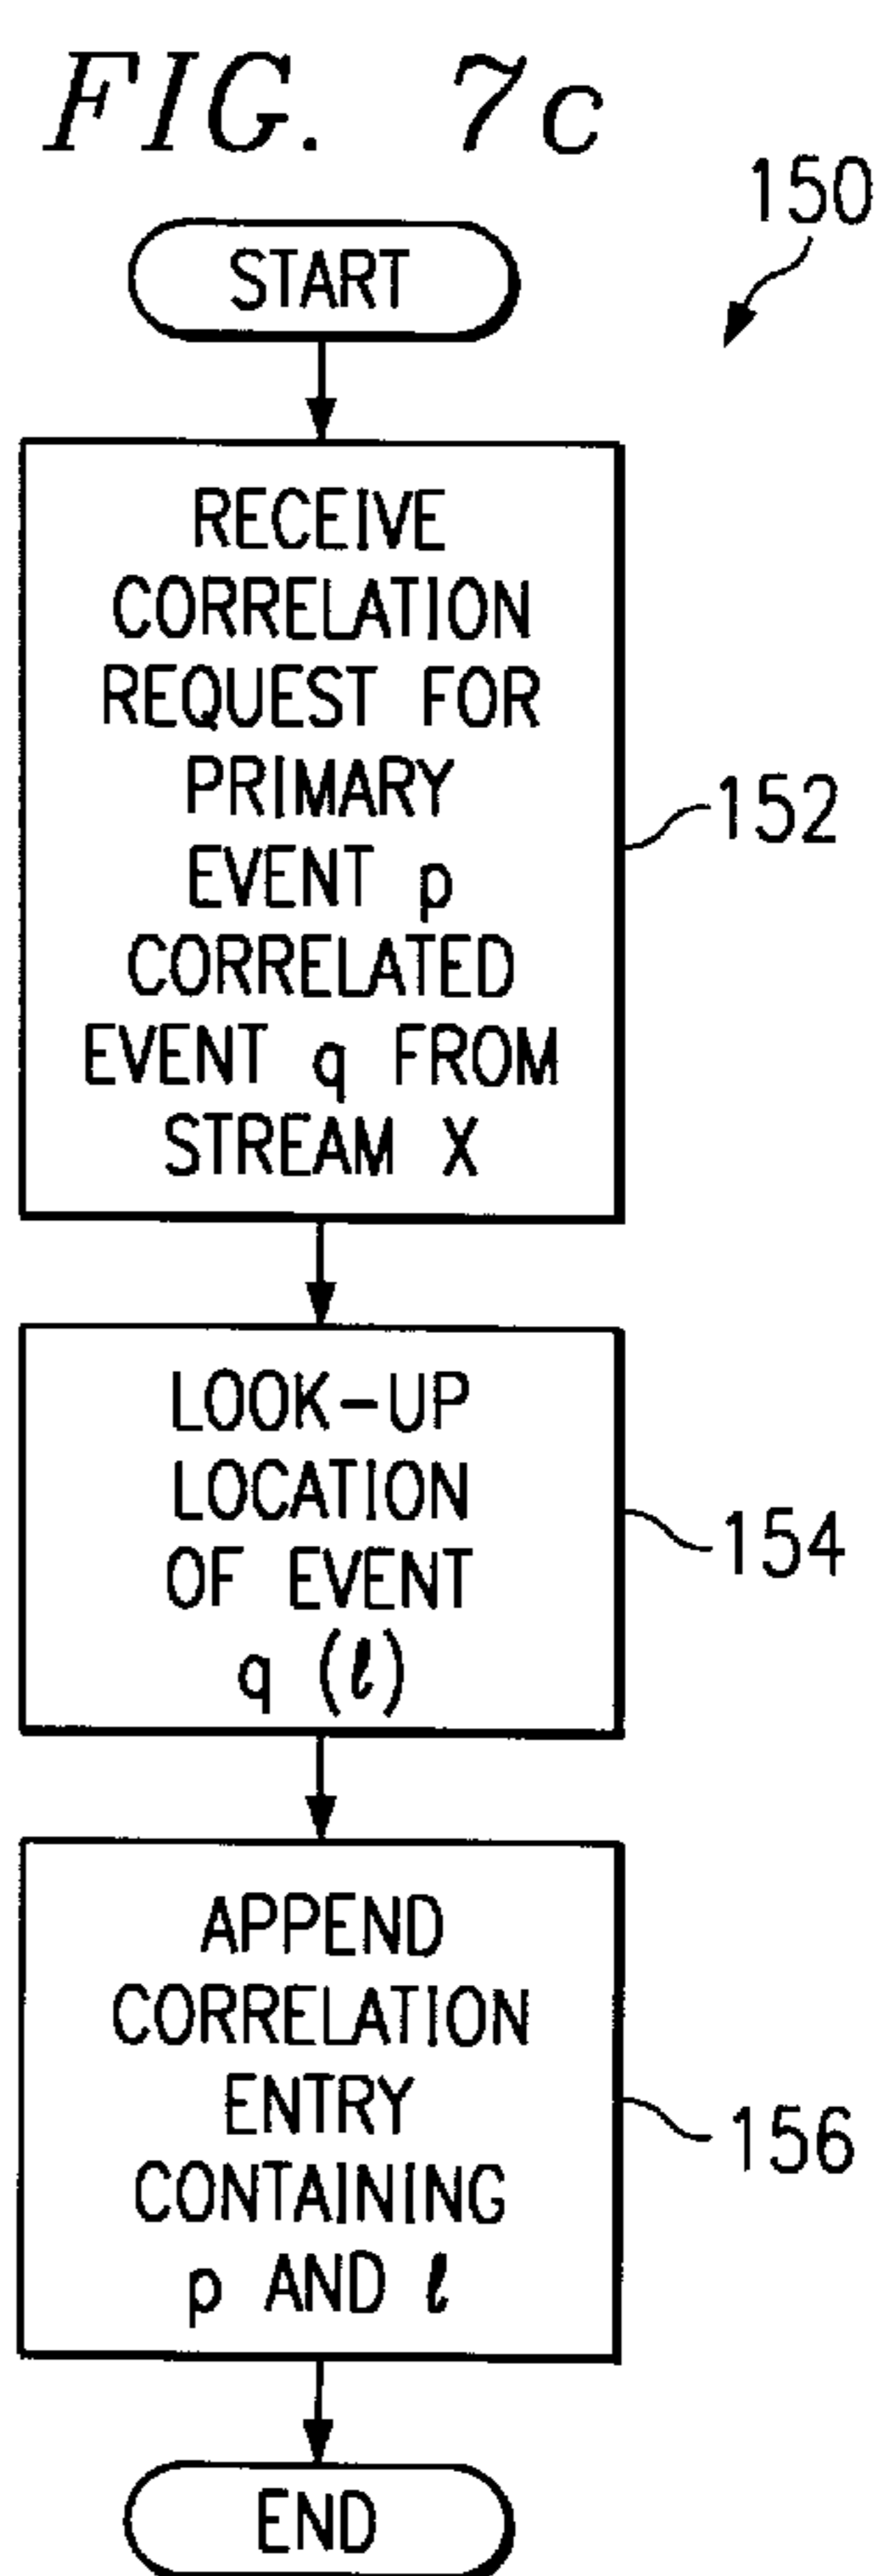 FIG. 7c
150
START
RECEIVE
CORRELATION
REQUEST FOR
PRIMARY
EVENT p
CORRELATED
EVENT q FROM
STREAM X
152
LOOK-UP
LOCATION
OF EVENT
q (ℓ)
154
APPEND
CORRELATION
ENTRY
CONTAINING
p AND ℓ
156
END